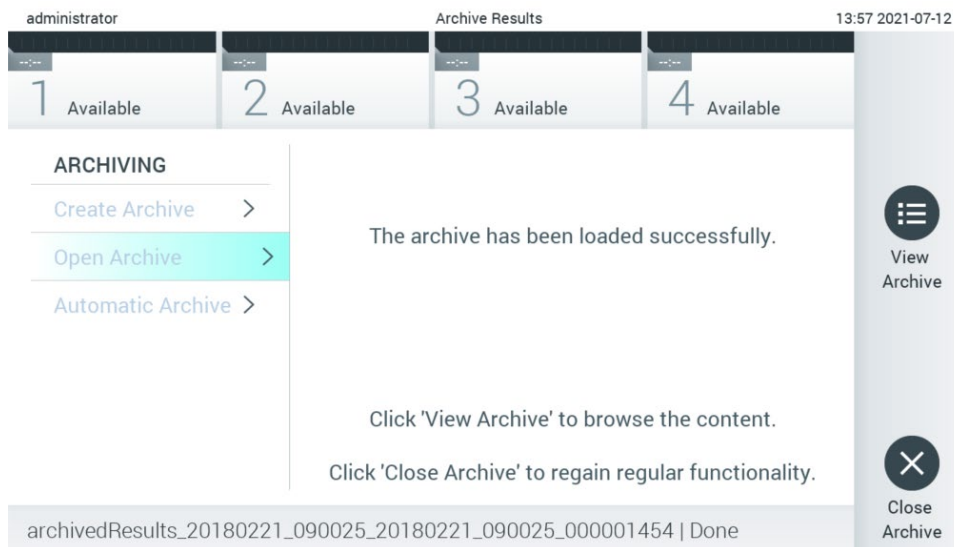 administrator Archive Results 13:57 2021-07-12
--:-- --:-- --:-- --:--
1 Available 2 Available 3 Available 4 Available
ARCHIVING
Create Archive
Open Archive
Automatic Archive
The archive has been loaded successfully.
Click 'View Archive' to browse the content.
Click 'Close Archive' to regain regular functionality.
View
Archive
Close
Archive
archivedResults_20180221_090025_20180221_090025_000001454 | Done